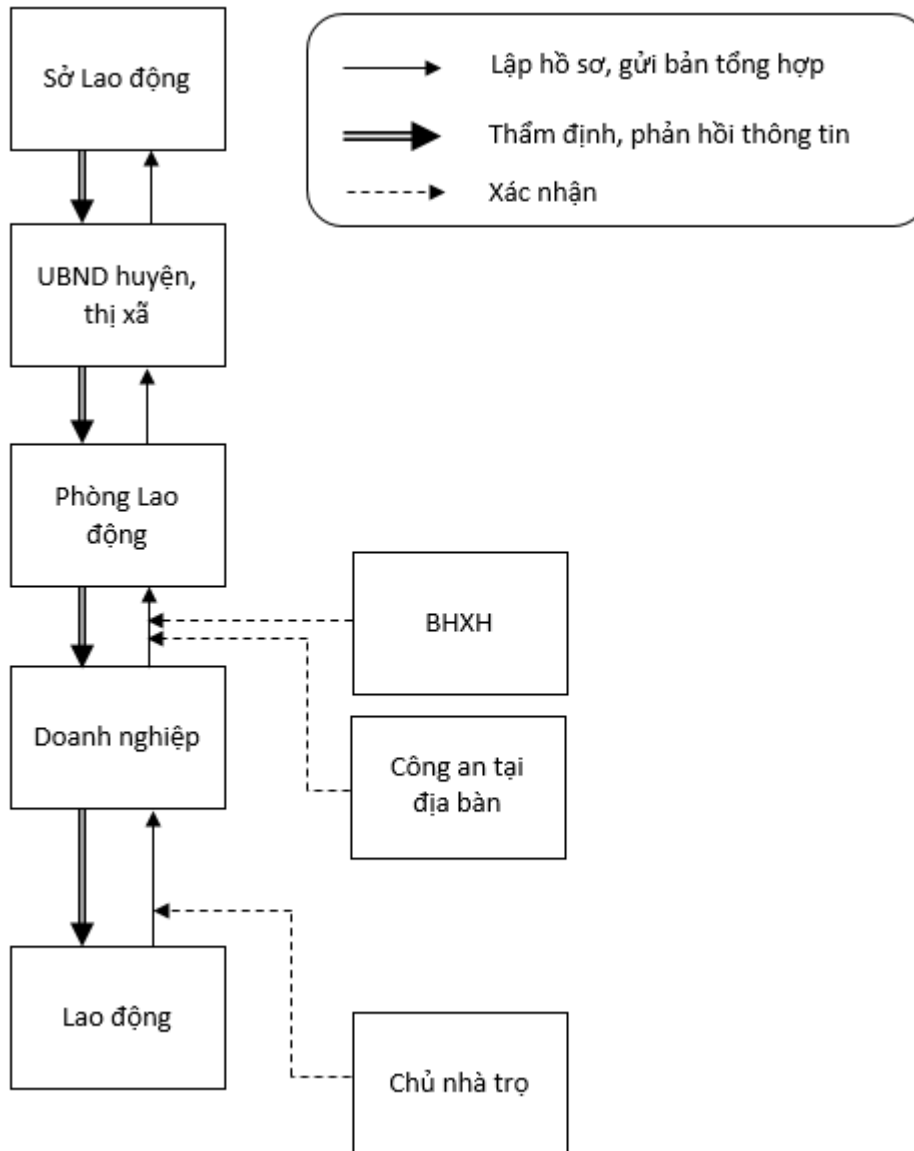 Sở Lao động
Lập hồ sơ, gửi bản tổng hợp
Thẩm định, phản hồi thông tin
Xác nhận
UBND huyện,
thị xã
Phòng Lao
động
BHXH
Doanh nghiệp
Công an tại
địa bàn
Lao động
Chủ nhà trọ